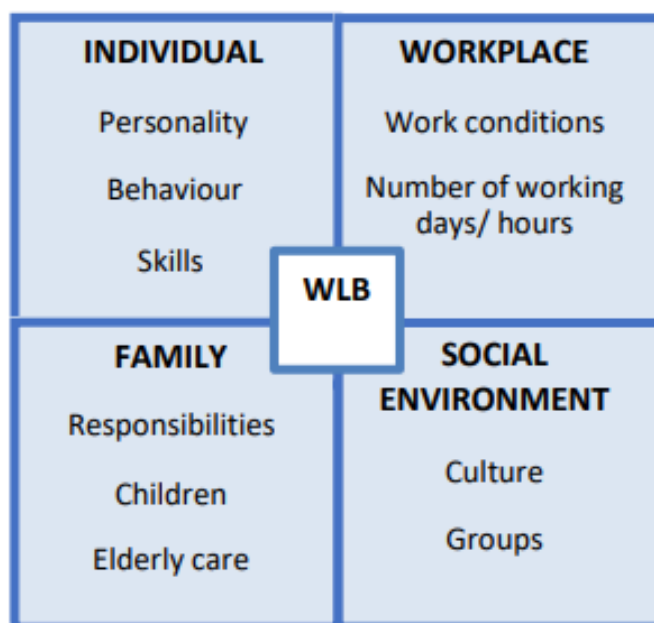 INDIVIDUAL
Personality
Behaviour
Skills
WORKPLACE
Work conditions
Number of working
days/ hours
WLB
FAMILY
Responsibilities
Children
Elderly care
SOCIAL
ENVIRONMENT
Culture
Groups